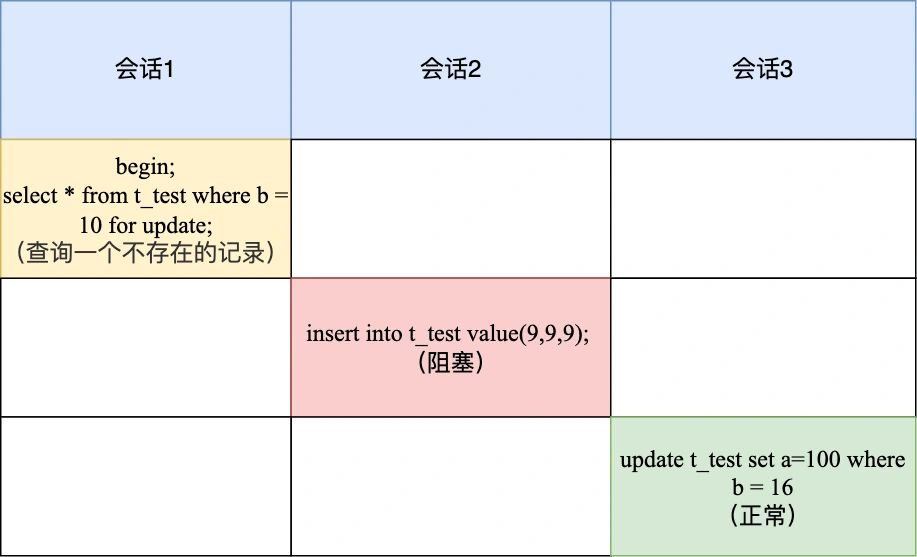 会话1
会话2
会话3
begin;
select * from t_test where b =
10 for update;
（查询一个不存在的记录）
insert into t_test value(9,9,9);
（阻塞）
update t_test set a=100 where
b = 16
（正常）